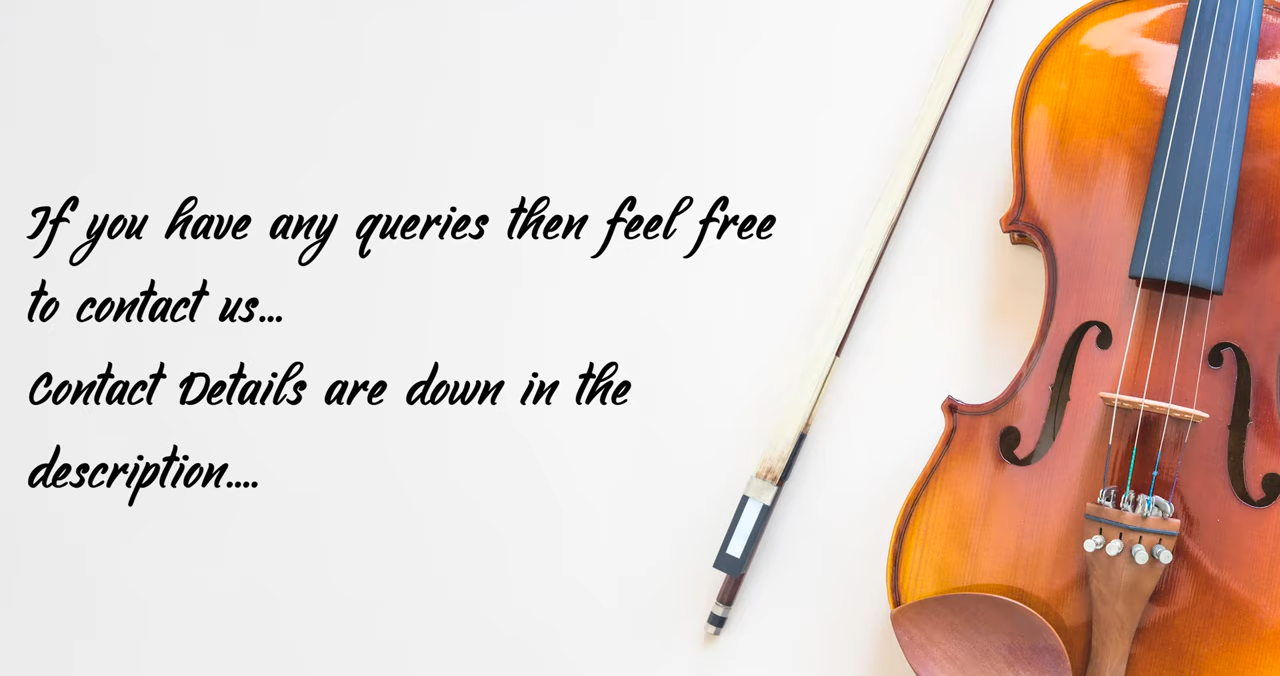 If you have any queries then feel free
to contact us...
Contact Details are down in the
description....